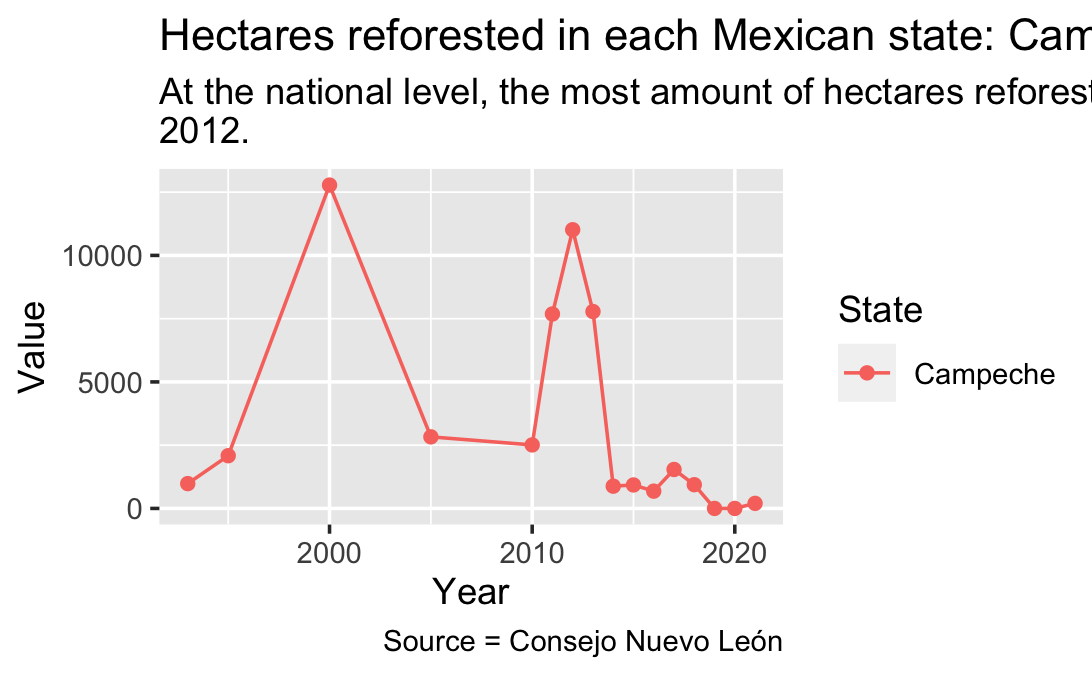 Hectares reforested in each Mexican state: Cam
At the national level, the most amount of hectares reforest
2012.
10000
5000
0
Value
2000 2010 2020
Year
State
Campeche
Source = Consejo Nuevo León